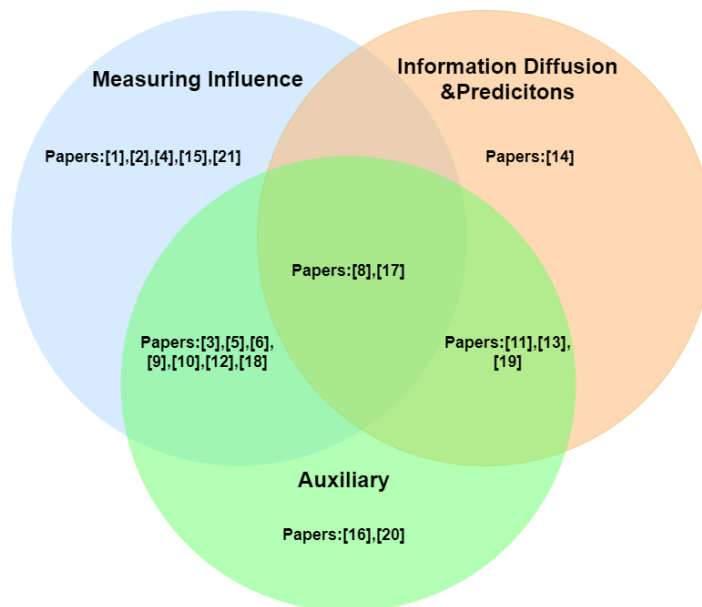 Measuring Influence
Information Diffusion
&Predicitons
Papers:[1],[2],[4],[15],[21]
Papers:[14]
Papers:[8],[17]
Papers:[3],[5],[6],
[9],[10],[12],[18]
Papers:[11],[13],
[19]
Auxiliary
Papers:[16],[20]